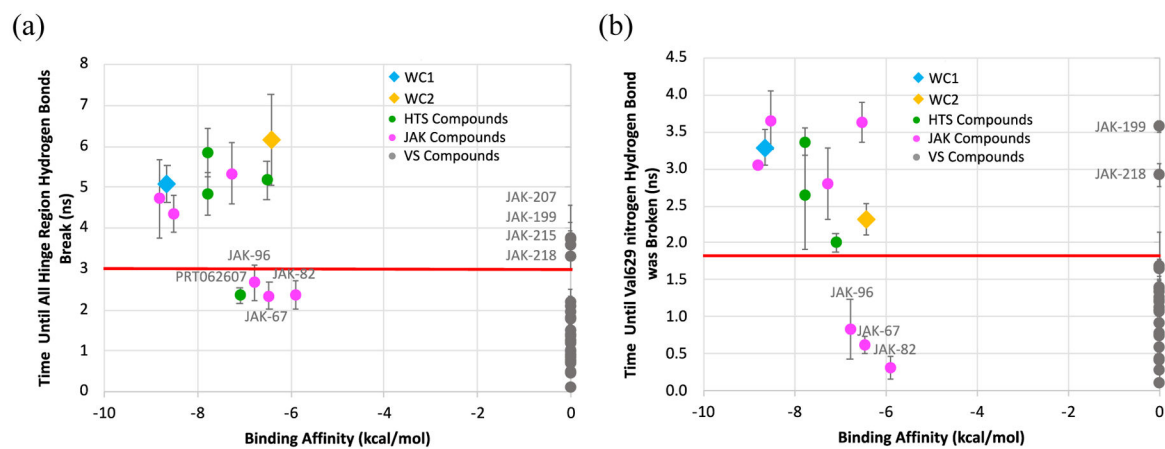 (a)
Time Until All Hinge Region Hydrogen Bonds
Break (ns)
8
7
6
5
4
3
2
1
0
-10
-8
-6
-4
-2
0
Binding Affinity (kcal/mol)
WC1
WC2
HTS Compounds
JAK Compounds
VS Compounds
JAK-207
JAK-199
JAK-215
JAK-218
JAK-96
PRT062607
JAK-82
JAK-67
(b)
Time Until Val629 nitrogen Hydrogen Bond
was Broken (ns)
4.5
4.0
3.5
3.0
2.5
2.0
1.5
1.0
0.5
0.0
-10
-8
-6
-4
-2
0
Binding Affinity (kcal/mol)
WC1
WC2
HTS Compounds
JAK Compounds
VS Compounds
JAK-199
JAK-218
JAK-96
JAK-67
JAK-82